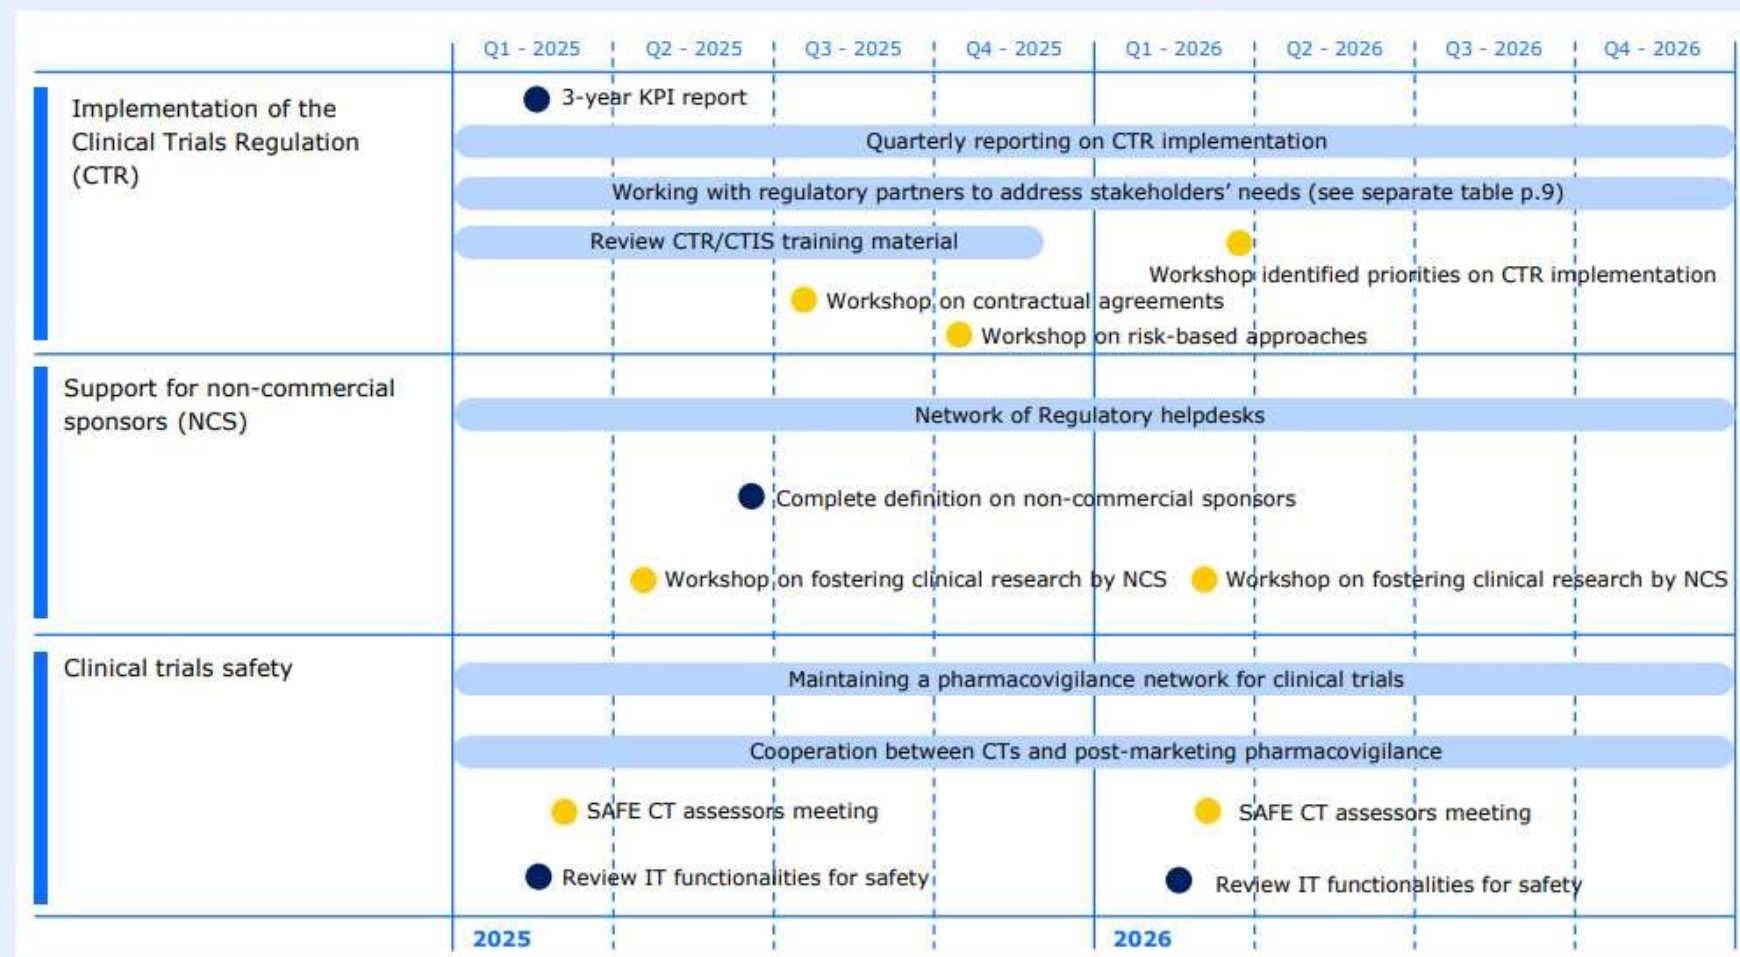 Q1 - 2025
Q2 - 2025
Q3 - 2025
Q4 - 2025
Q1 - 2026
Q2 - 2026
Q3 - 2026
Q4 - 2026
Implementation of the
Clinical Trials Regulation
(CTR)
3-year KPI report
Quarterly reporting on CTR implementation
Working with regulatory partners to address stakeholders’ needs (see separate table p.9)
Review CTR/CTIS training material
Workshop identified priorities on CTR implementation
Workshop on contractual agreements
Workshop on risk-based approaches
Support for non-commercial
sponsors (NCS)
Network of Regulatory helpdesks
Complete definition on non-commercial sponsors
Workshop on fostering clinical research by NCS
Workshop on fostering clinical research by NCS
Clinical trials safety
Maintaining a pharmacovigilance network for clinical trials
Cooperation between CTs and post-marketing pharmacovigilance
SAFE CT assessors meeting
SAFE CT assessors meeting
Review IT functionalities for safety
Review IT functionalities for safety
2025
2026